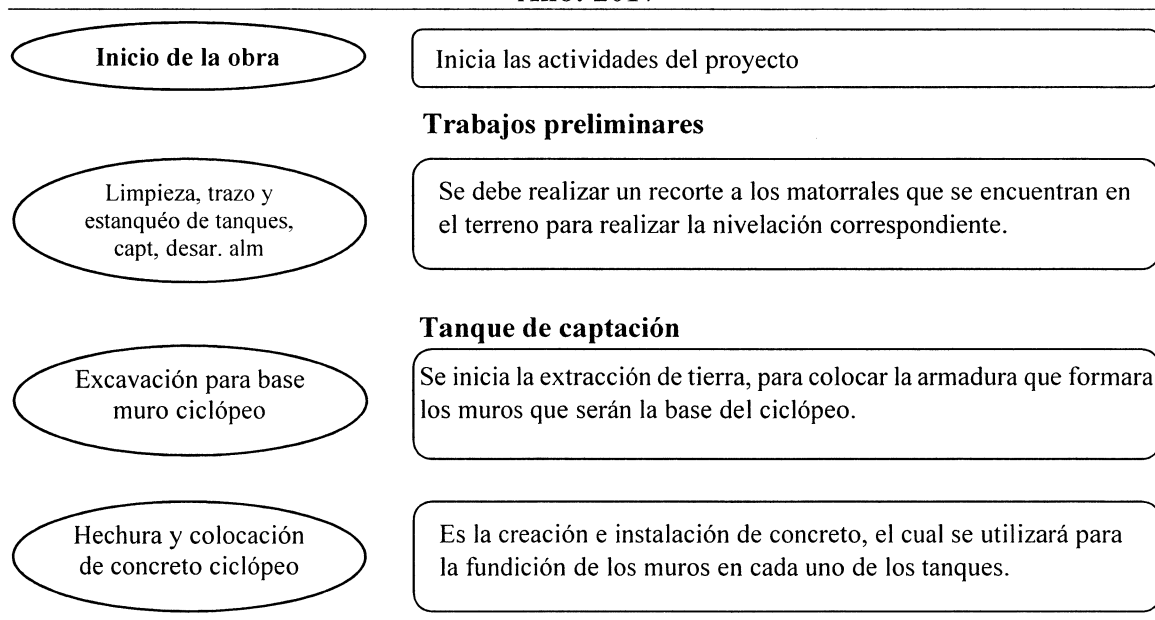 Inicio de la obra
Inicia las actividades del proyecto
Trabajos preliminares
Limpieza, trazo y
estanquéo de tanques,
capt, desar. alm
Se debe realizar un recorte a los matorrales que se encuentran en
el terreno para realizar la nivelación correspondiente.
Tanque de captación
Excavación para base
muro ciclópeo
Se inicia la extracción de tierra, para colocar la armadura que formara
los muros que serán la base del ciclópeo.
Hechura y colocación
de concreto ciclópeo
Es la creación e instalación de concreto, el cual se utilizará para
la fundición de los muros en cada uno de los tanques.